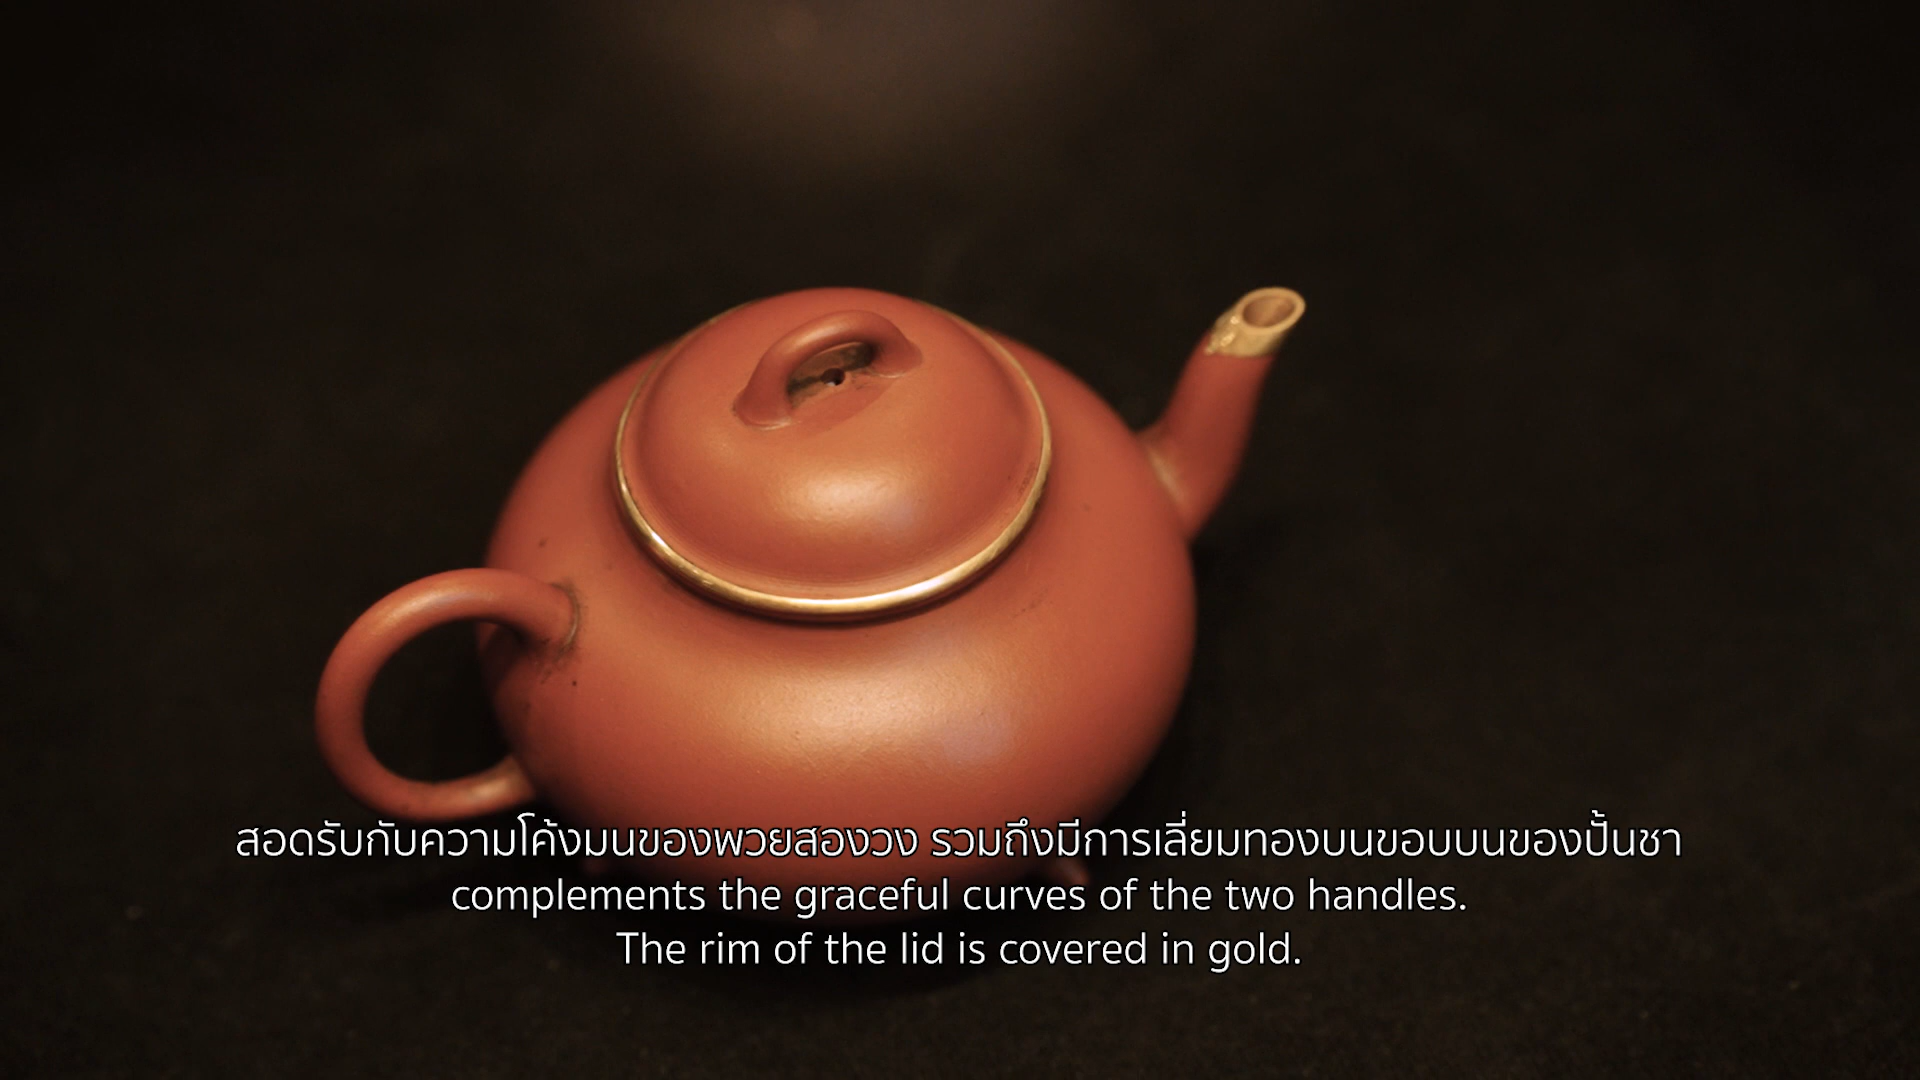 สอดรับกับความโค้งมนของพวยสองวง รวมถึงมีการเลี่ยมทองบนขอบบนของปั้นชา
complements the graceful curves of the two handles.
The rim of the lid is covered in gold.